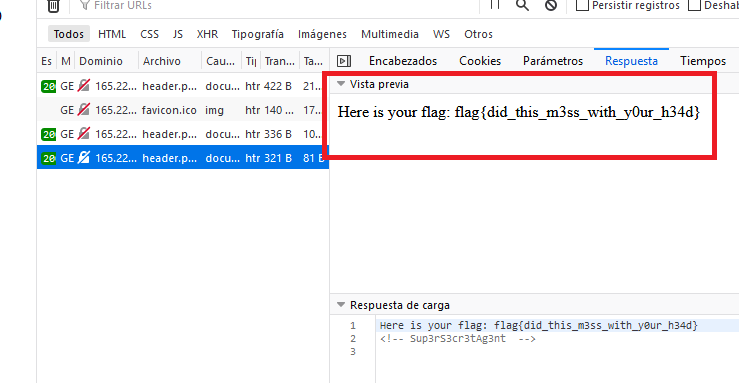 Filtrar URLs
Persistir registros
Deshab
Todos HTML CSS JS XHR Tipografía Imágenes Multimedia WS Otros
Es M Dominio Archivo Cau... Tip Tran... Ta...
Encabezados Cookies Parámetros Respuesta Tiempos
20 GE 165.22... header.p... docu... htr 422 B 21...
GE 165.22... favicon.ico img htr 140 ... 17...
20 GE 165.22... header.p... docu... htr 336 B 10...
20 GE 165.22... header.p... docu... htr 321 B 81 B
Vista previa
Here is your flag: flag{did_this_m3ss_with_y0ur_h34d}
Respuesta de carga
1 Here is your flag: flag{did_this_m3ss_with_y0ur_h34d}
2 <!-- Sup3rS3cr3tAg3nt -->
3